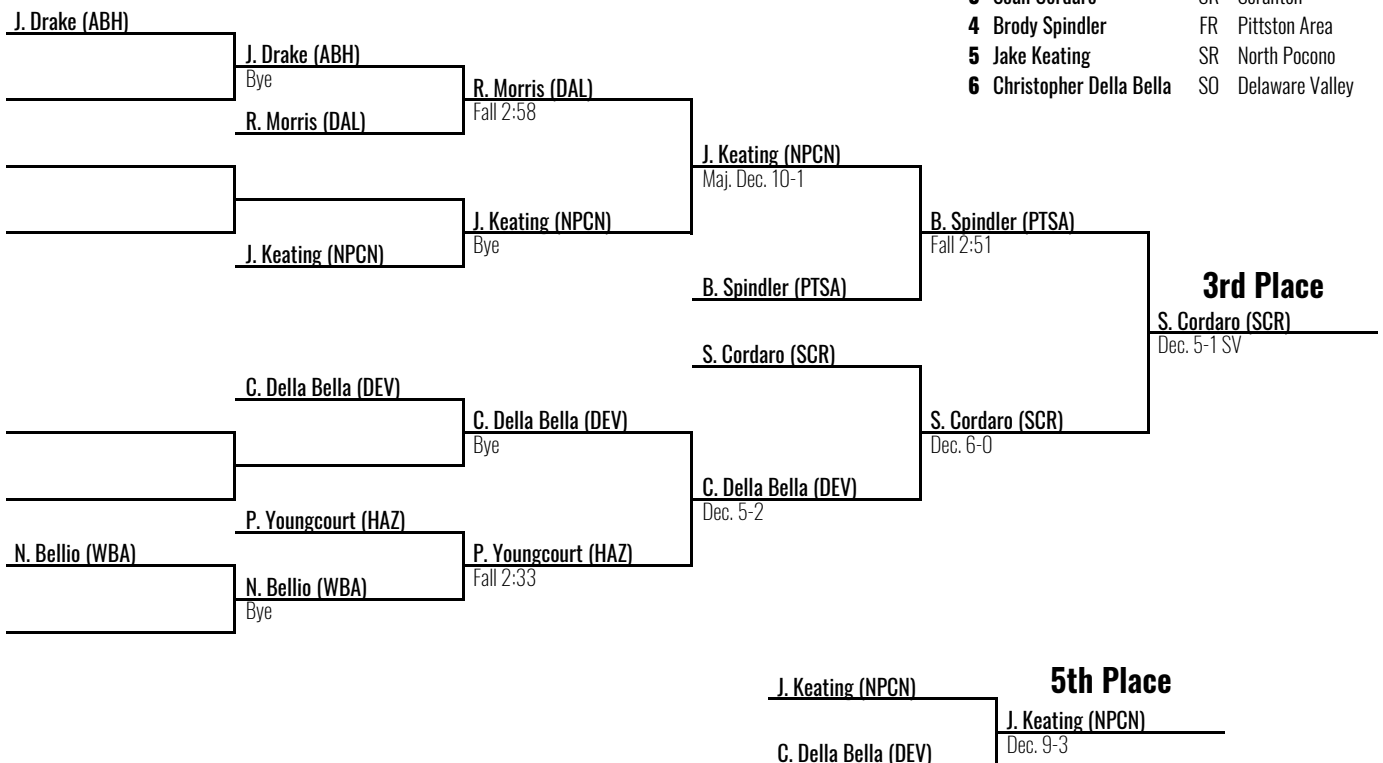 J. Drake (ABH)
J. Drake (ABH)
Bye
R. Morris (DAL)
R. Morris (DAL)
Fall 2:58
J. Keating (NPCN)
Maj. Dec. 10-1
J. Keating (NPCN)
Bye
J. Keating (NPCN)
B. Spindler (PTSA)
Fall 2:51
B. Spindler (PTSA)
3rd Place
S. Cordaro (SCR)
Dec. 5-1 SV
S. Cordaro (SCR)
C. Della Bella (DEV)
C. Della Bella (DEV)
Bye
S. Cordaro (SCR)
Dec. 6-0
C. Della Bella (DEV)
Dec. 5-2
P. Youngcourt (HAZ)
N. Bellio (WBA)
P. Youngcourt (HAZ)
Fall 2:33
N. Bellio (WBA)
Bye
4 Brody Spindler FR Pittston Area
5 Jake Keating SR North Pocono
6 Christopher Della Bella SO Delaware Valley
5th Place
J. Keating (NPCN)
J. Keating (NPCN)
Dec. 9-3
C. Della Bella (DEV)